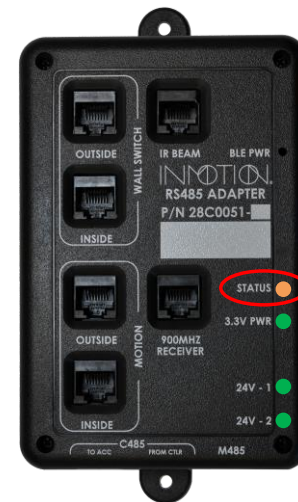 OUTSIDE
WALL SWITCH
INSIDE
IR BEAM
BLE PWR
INMOTION.
RS485 ADAPTER
P/N 28C0051-
STATUS
3.3V PWR
OUTSIDE
MOTION
INSIDE
900MHZ
RECEIVER
24V - 1
24V - 2
C485
TO ACC
FROM CTLR
M485